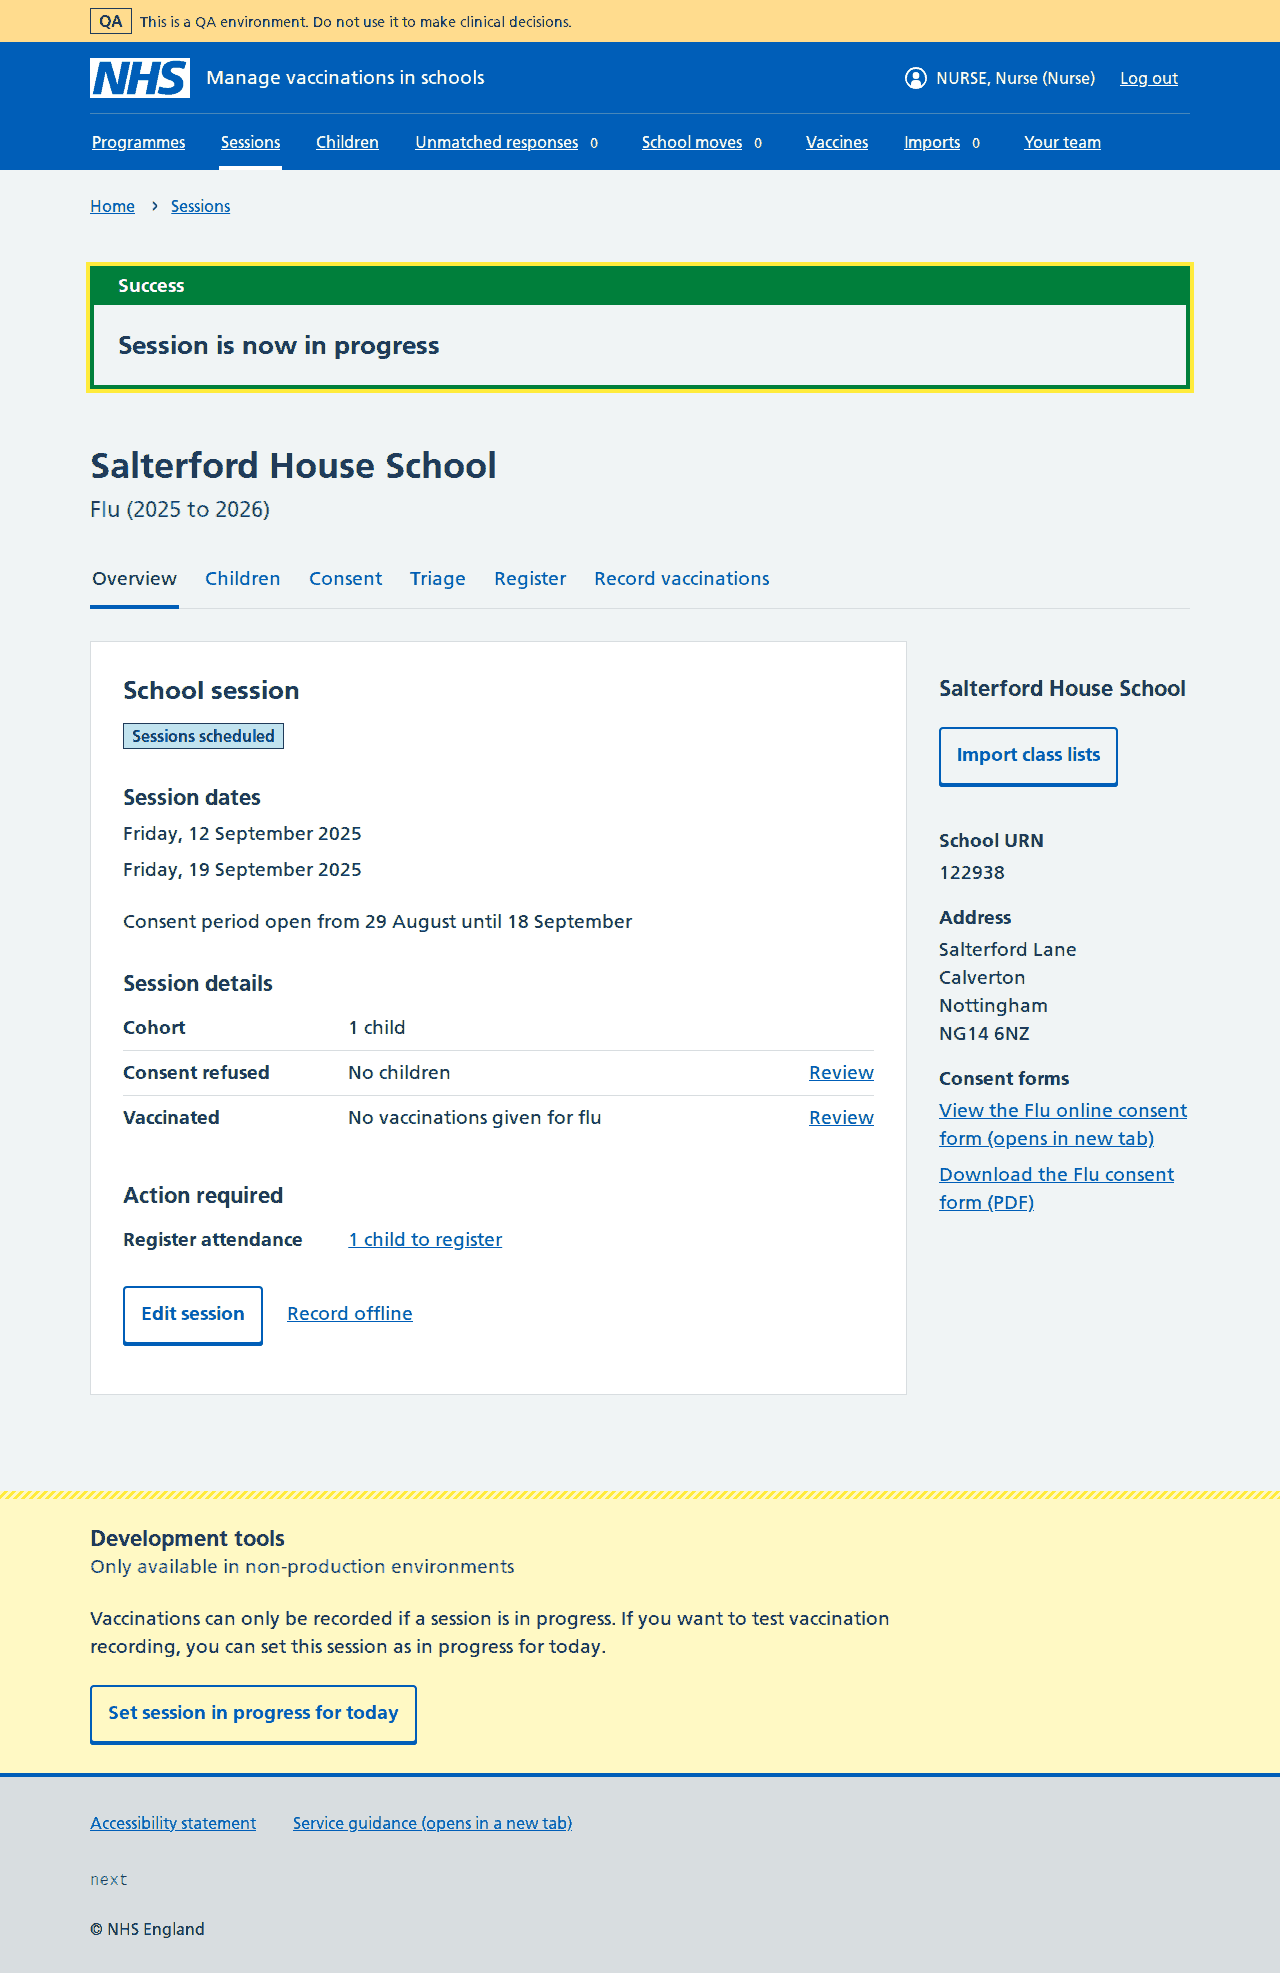 QA This is a QA environment. Do not use it to make clinical decisions.
NHS Manage vaccinations in schools NURSE, Nurse (Nurse) Log out
Programmes Sessions Children Unmatched responses 0 School moves 0 Vaccines Imports 0 Your team
Home Sessions
Success
Session is now in progress
Salterford House School
Flu (2025 to 2026)
Overview Children Consent Triage Register Record vaccinations
School session
Sessions scheduled
Session dates
Friday, 12 September 2025
Friday, 19 September 2025
Consent period open from 29 August until 18 September
Session details
Cohort 1 child
Consent refused No children Review
Vaccinated No vaccinations given for flu Review
Action required
Register attendance 1 child to register
Edit session Record offline
Salterford House School
Import class lists
School URN
122938
Address
Salterford Lane
Calverton
Nottingham
NG14 6NZ
Consent forms
View the Flu online consent
form (opens in new tab)
Download the Flu consent
form (PDF)
Development tools
Only available in non-production environments
Vaccinations can only be recorded if a session is in progress. If you want to test vaccination
recording, you can set this session as in progress for today.
Set session in progress for today
Accessibility statement Service guidance (opens in a new tab)
next
© NHS England